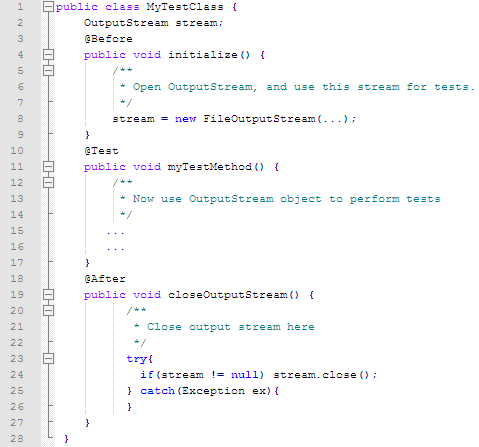 1 public class MyTestClass {
2 OutputStream stream;
3 @Before
4 public void initialize() {
5 /**
6 * Open OutputStream, and use this stream for tests.
7 */
8 stream = new FileOutputStream(...);
9 }
10 @Test
11 public void myTestMethod() {
12 /**
13 * Now use OutputStream object to perform tests
14 */
15 ...
16 ...
17 }
18 @After
19 public void closeOutputStream() {
20 /**
21 * Close output stream here
22 */
23 try{
24 if(stream != null) stream.close();
25 } catch(Exception ex){
26 }
27 }
28 }